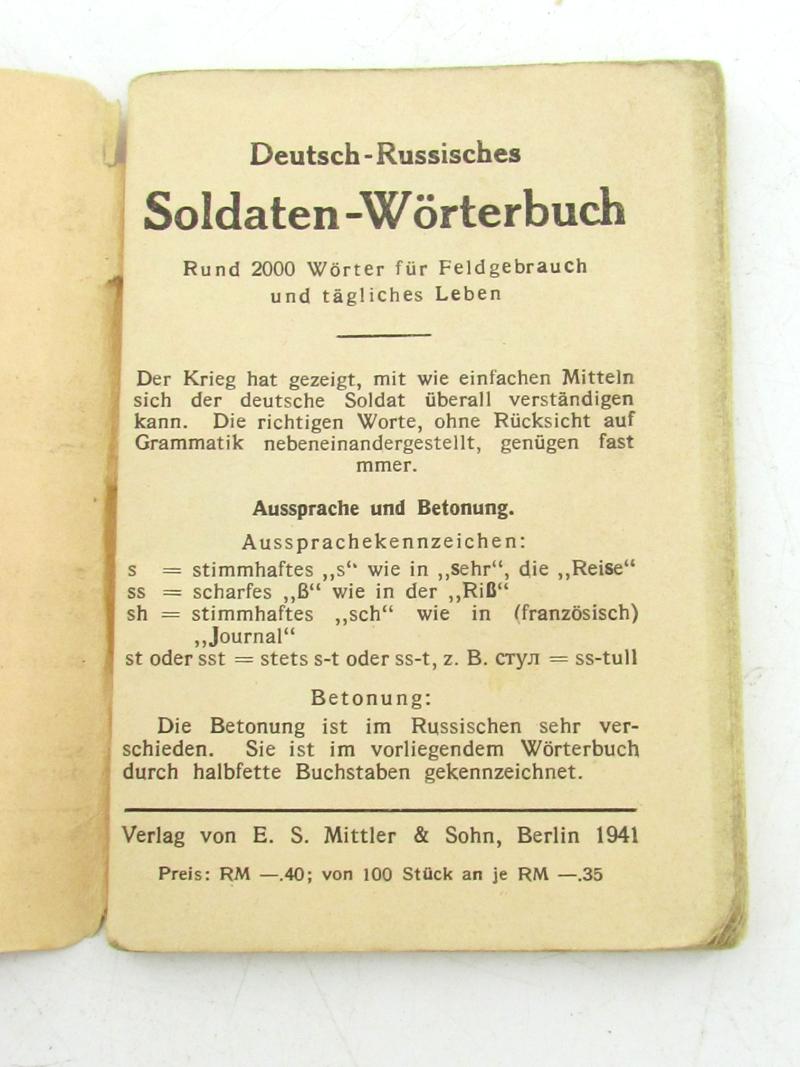 Deutsch-Russisches
Soldaten-Wörterbuch
Rund 2000 Wörter für Feldgebrauch
und tägliches Leben
Der Krieg hat gezeigt, mit wie einfachen Mitteln
sich der deutsche Soldat überall verständigen
kann. Die richtigen Worte, ohne Rücksicht auf
Grammatik nebeneinandergestellt, genügen fast
mmer.
Aussprache und Betonung.
Aussprachekennzeichen:
s = stimmhaftes „s“ wie in „sehr“, die „Reise“
ss = scharfes „ß“ wie in der „Riß“
sh = stimmhaftes „sch“ wie in (französisch)
„Journal“
st oder sst = stets s-t oder ss-t, z. B. стул = ss-tull
Betonung:
Die Betonung ist im Russischen sehr ver-
schieden. Sie ist im vorliegendem Wörterbuch
durch halbfette Buchstaben gekennzeichnet.
Verlag von E. S. Mittler & Sohn, Berlin 1941
Preis: RM —.40; von 100 Stück an je RM —.35